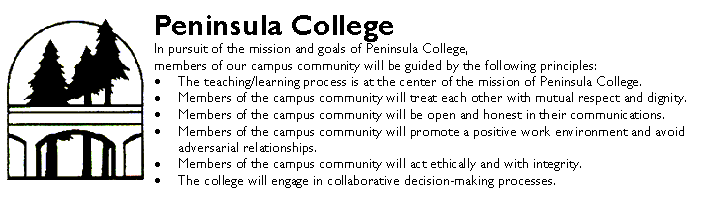 Peninsula College
In pursuit of the mission and goals of Peninsula College,
members of our campus community will be guided by the following principles:
• The teaching/learning process is at the center of the mission of Peninsula College.
• Members of the campus community will treat each other with mutual respect and dignity.
• Members of the campus community will be open and honest in their communications.
• Members of the campus community will promote a positive work environment and avoid
adversarial relationships.
• Members of the campus community will act ethically and with integrity.
• The college will engage in collaborative decision-making processes.